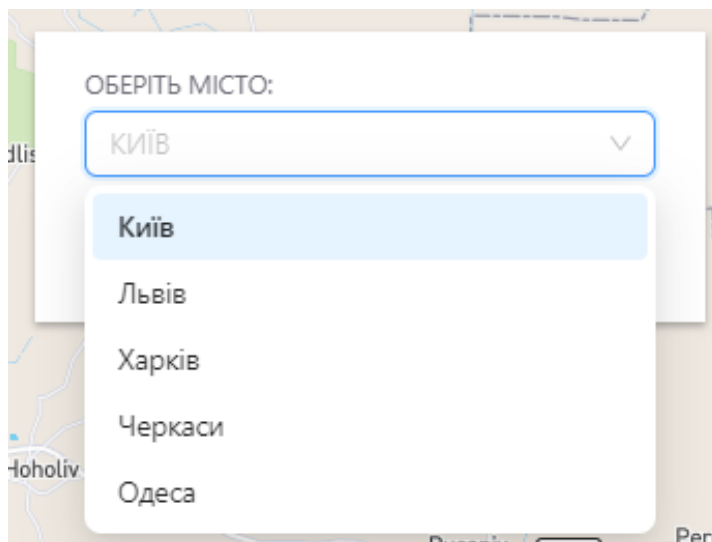 ОБЕРІТЬ МІСТО:
КИЇВ
Київ
Львів
Харків
Черкаси
Hoholiv
Одеса